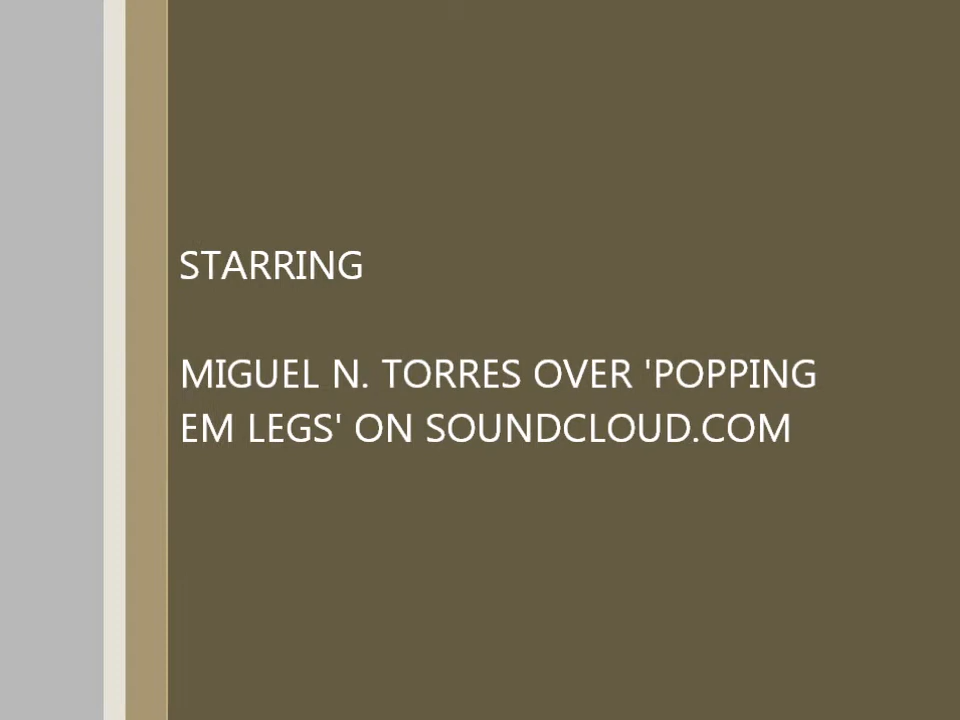 STARRING
MIGUEL N. TORRES OVER 'POPPING
EM LEGS' ON SOUNDCLOUD.COM